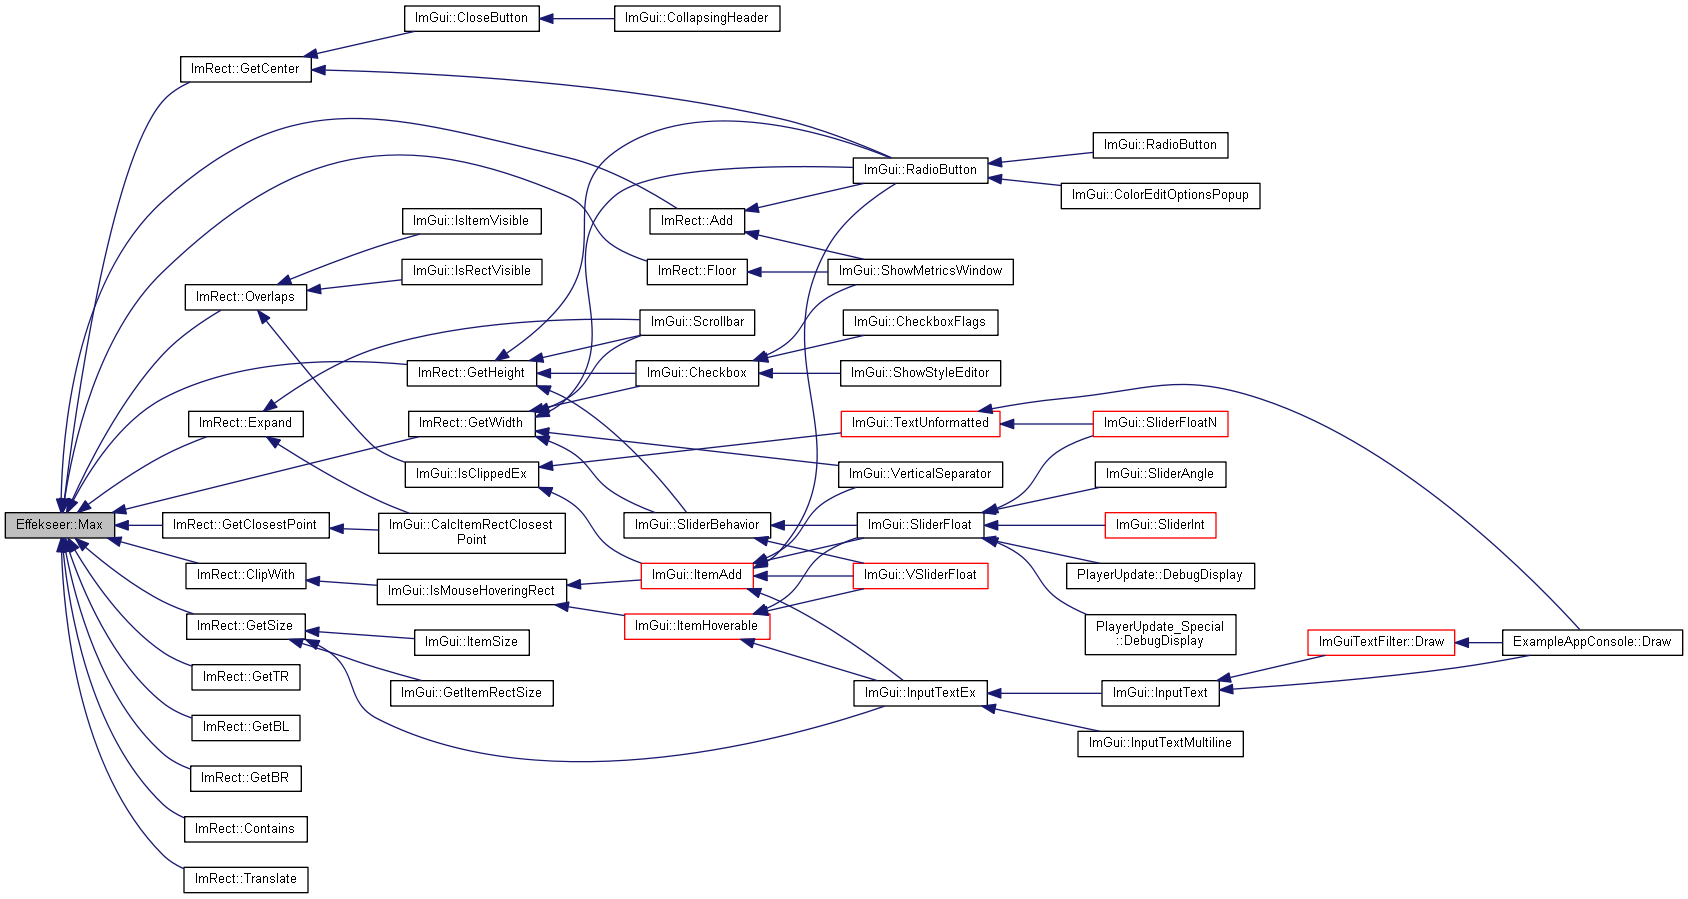 ImGui::CloseButton
ImGui::CollapsingHeader
ImRect::GetCenter
ImGui::RadioButton
ImGui::RadioButton
ImGui::ColorEditOptionsPopup
ImRect::Add
ImGui::IsItemVisible
ImGui::IsRectVisible
ImRect::Floor
ImGui::ShowMetricsWindow
ImRect::Overlaps
ImGui::Scrollbar
ImGui::CheckboxFlags
ImRect::GetHeight
ImGui::Checkbox
ImGui::ShowStyleEditor
ImRect::Expand
ImRect::GetWidth
ImGui::TextUnformatted
ImGui::SliderFloatN
ImGui::IsClippedEx
ImGui::VerticalSeparator
ImGui::SliderAngle
Effekseer::Max
ImRect::GetClosestPoint
ImGui::CalcItemRectClosest
Point
ImGui::SliderBehavior
ImGui::SliderFloat
ImGui::SliderInt
ImRect::ClipWith
ImGui::IsMouseHoveringRect
ImGui::ItemAdd
ImGui::VSliderFloat
PlayerUpdate::DebugDisplay
ImRect::GetSize
ImGui::ItemSize
ImGui::ItemHoverable
PlayerUpdate_Special
::DebugDisplay
ImGuiTextFilter::Draw
ExampleAppConsole::Draw
ImRect::GetTR
ImGui::GetItemRectSize
ImGui::InputTextEx
ImGui::InputText
ImRect::GetBL
ImGui::InputTextMultiline
ImRect::GetBR
ImRect::Contains
ImRect::Translate